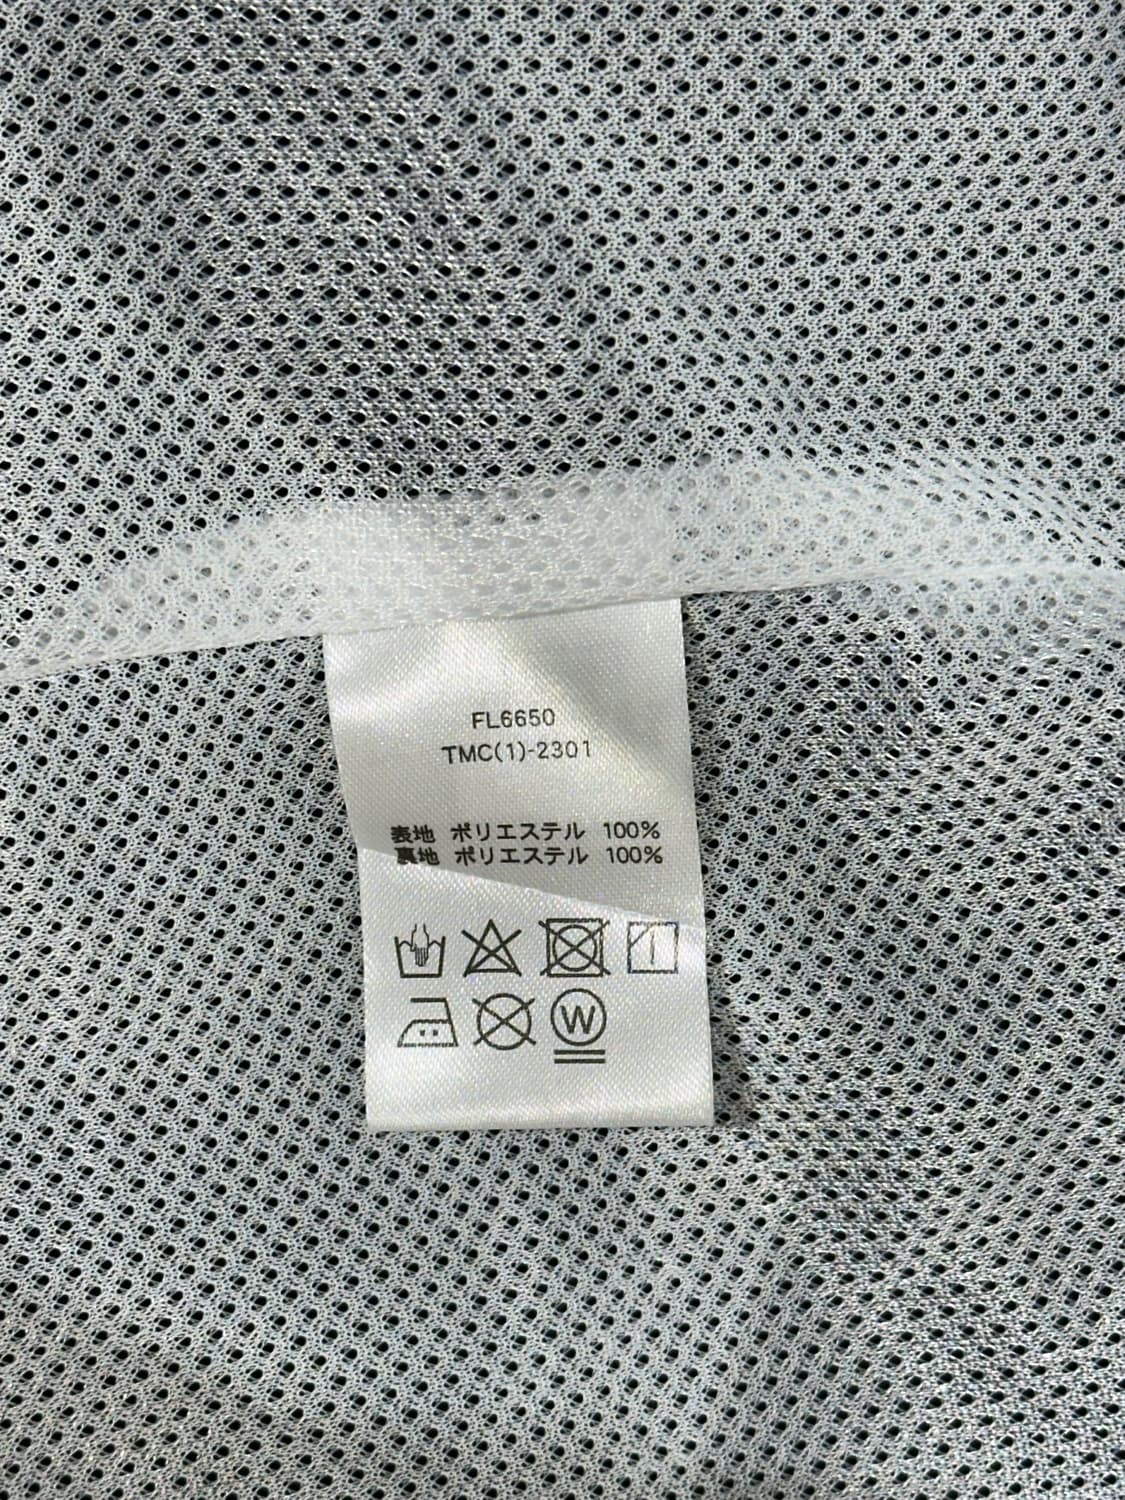 FL6650
TMC(1)-2301
表地 ポリエステル 100%
裏地 ポリエステル 100%
W